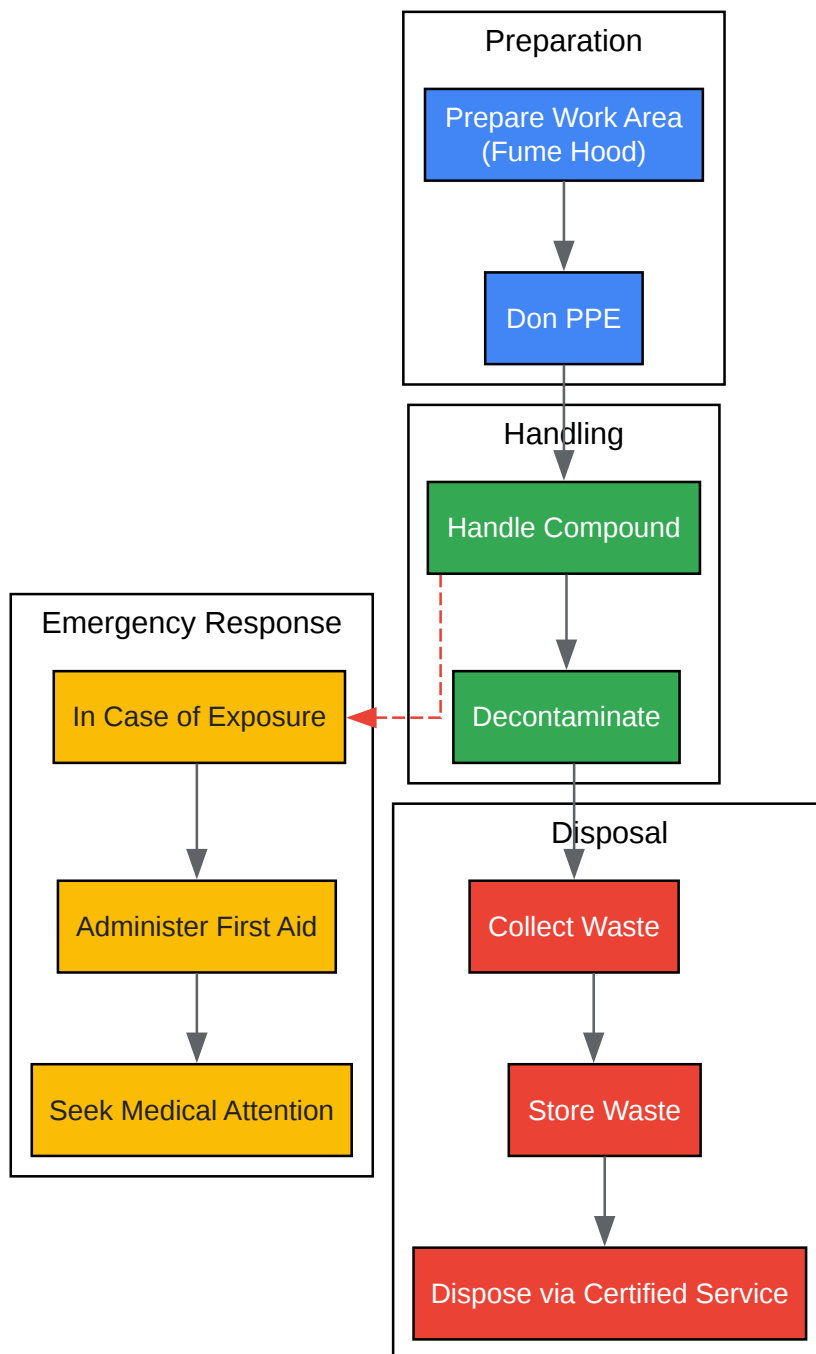 Preparation
Prepare Work Area
(Fume Hood)
Don PPE
Handling
Handle Compound
Decontaminate
Emergency Response
In Case of Exposure
Administer First Aid
Seek Medical Attention
Disposal
Collect Waste
Store Waste
Dispose via Certified Service